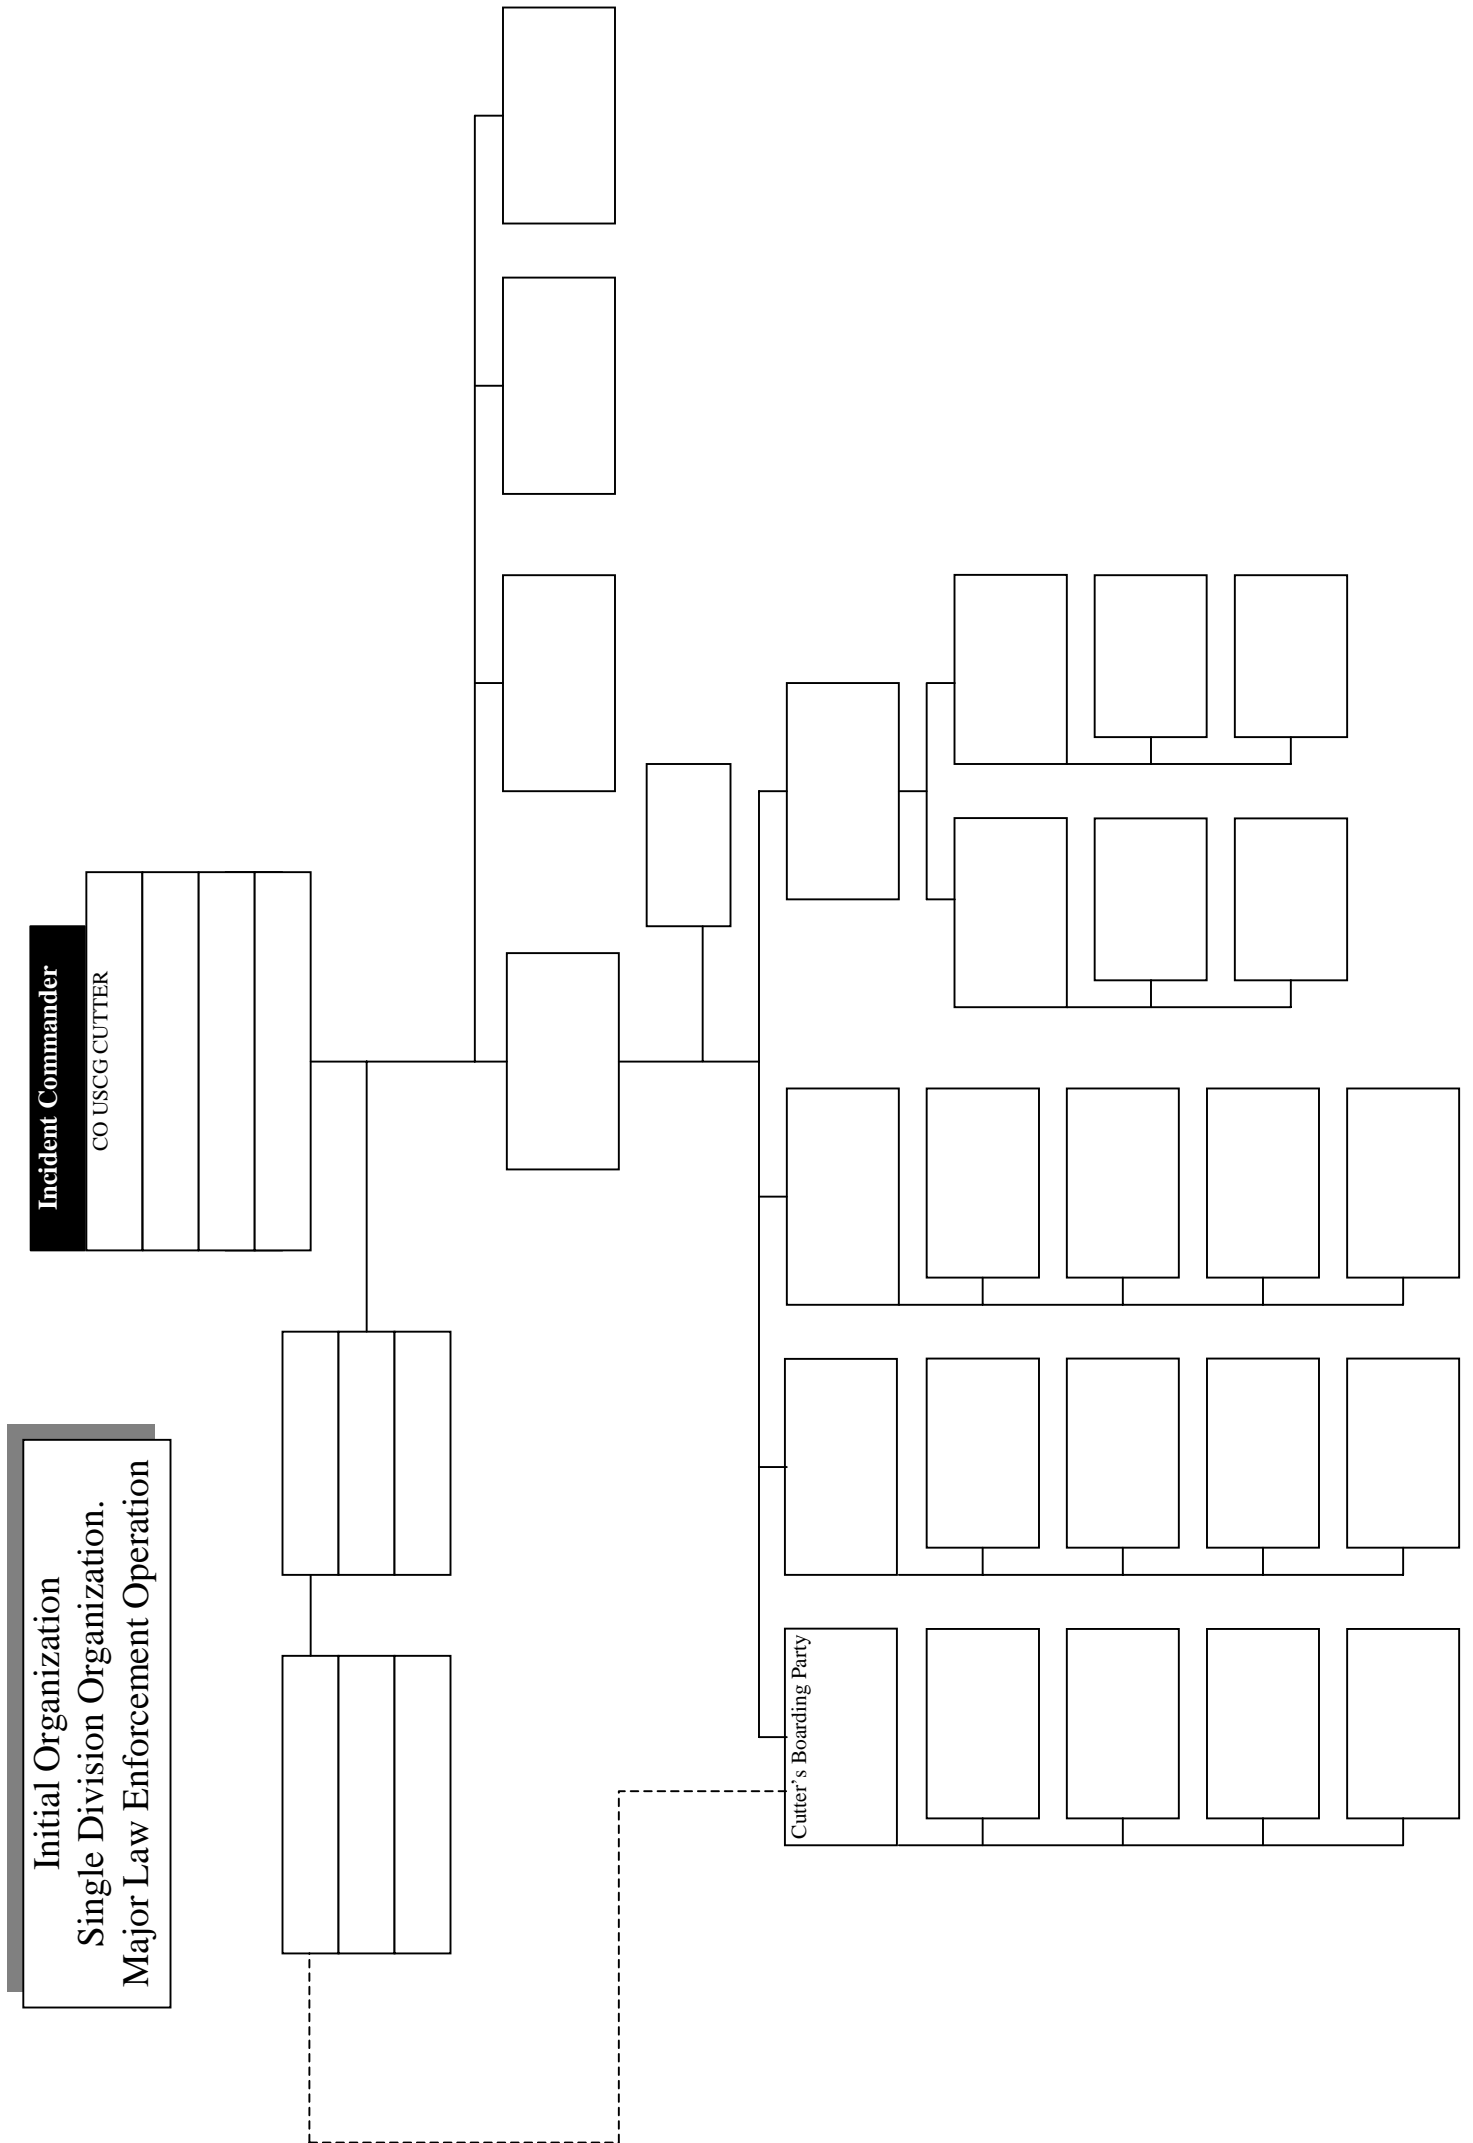 Initial Organization
Single Division Organization.
Major Law Enforcement Operation
Incident Commander
CO USCG CUTTER
Cutter’s Boarding Party